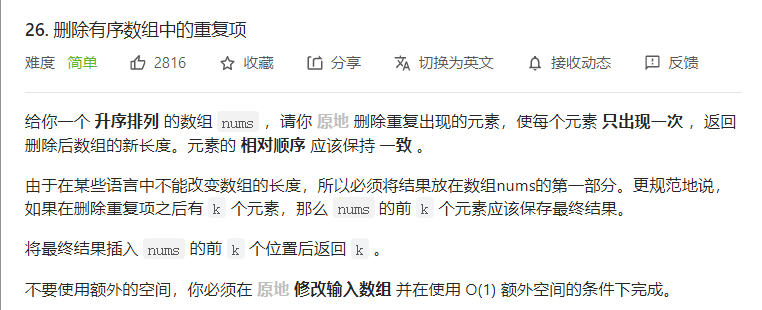 26. 删除有序数组中的重复项
难度 简单 2816 收藏 分享 切换为英文 接收动态 反馈
给你一个 升序排列 的数组 nums ，请你 原地 删除重复出现的元素，使每个元素 只出现一次 ，返回
删除后数组的新长度。元素的 相对顺序 应该保持 一致 。
由于在某些语言中不能改变数组的长度，所以必须将结果放在数组nums的第一部分。更规范地说，
如果在删除重复项之后有 k 个元素，那么 nums 的前 k 个元素应该保存最终结果。
将最终结果插入 nums 的前 k 个位置后返回 k 。
不要使用额外的空间，你必须在 原地 修改输入数组 并在使用 O(1) 额外空间的条件下完成。